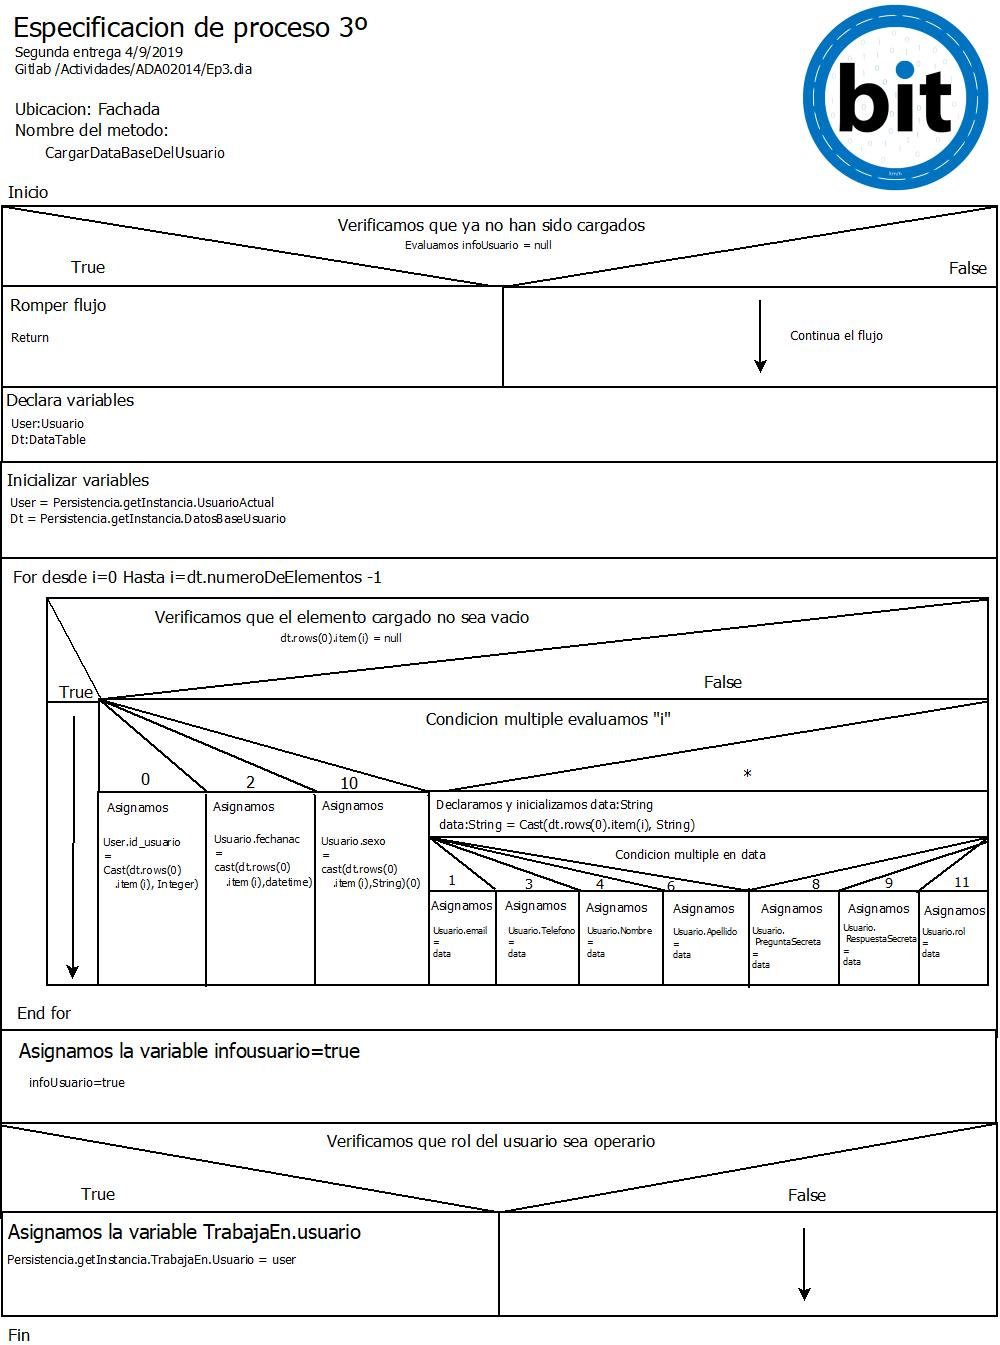 Especificacion de proceso 3º
Segunda entrega 4/9/2019
Gitlab /Actividades/ADA02014/Ep3.dia
bit
km/h
Ubicacion: Fachada
Nombre del metodo:
CargarDataBaseDelUsuario
Inicio
Verificamos que ya no han sido cargados
Evaluamos infoUsuario = null
True
False
Romper flujo
Return
Continua el flujo
Declara variables
User:Usuario
Dt:DataTable
Inicializar variables
User = Persistencia.getInstancia.UsuarioActual
Dt = Persistencia.getInstancia.DatosBaseUsuario
For desde i=0 Hasta i=dt.numeroDeElementos -1
Verificamos que el elemento cargado no sea vacio
dt.rows(0).item(i) = null
True
False
Condicion multiple evaluamos "i"
0
2
10
*
Asignamos
User.id_usuario
=
Cast(dt.rows(0)
.item(i), Integer)
Asignamos
Usuario.fechanac
=
cast(dt.rows(0)
.item(i),datetime)
Asignamos
Usuario.sexo
=
cast(dt.rows(0)
.item(i),String)(0)
Declaramos y inicializamos data:String
data:String = Cast(dt.rows(0).item(i), String)
Condicion multiple en data
1
3
4
6
8
9
11
Asignamos
Usuario.email
=
data
Asignamos
Usuario.Telefono
=
data
Asignamos
Usuario.Nombre
=
data
Asignamos
Usuario.Apellido
=
data
Asignamos
Usuario.
PreguntaSecreta
=
data
Asignamos
Usuario.
RespuestaSecreta
=
data
Asignamos
Usuario.rol
=
data
End for
Asignamos la variable infousuario=true
infoUsuario=true
Verificamos que rol del usuario sea operario
True
False
Asignamos la variable TrabajaEn.usuario
Persistencia.getInstancia.TrabajaEn.Usuario = user
Fin